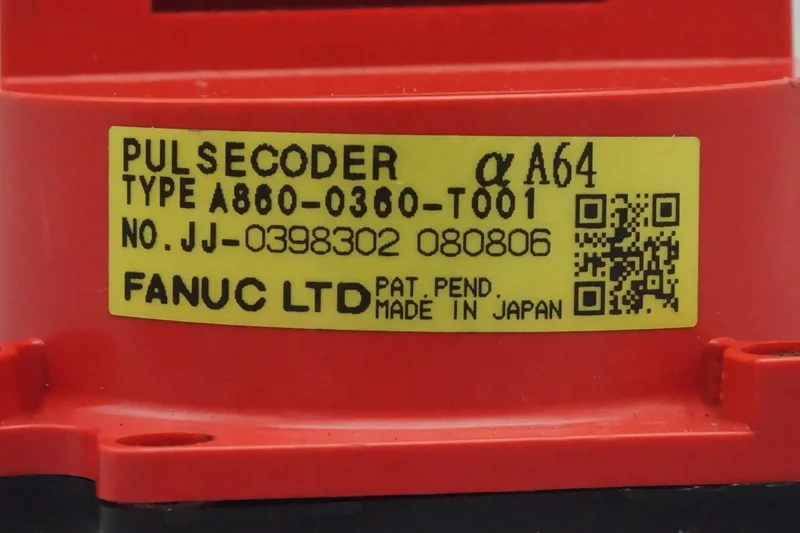 PULSECODER αA64
TYPE A860-0360-T001
NO.JJ-0398302 080806
FANUC LTD PAT.PEND.
MADE IN JAPAN